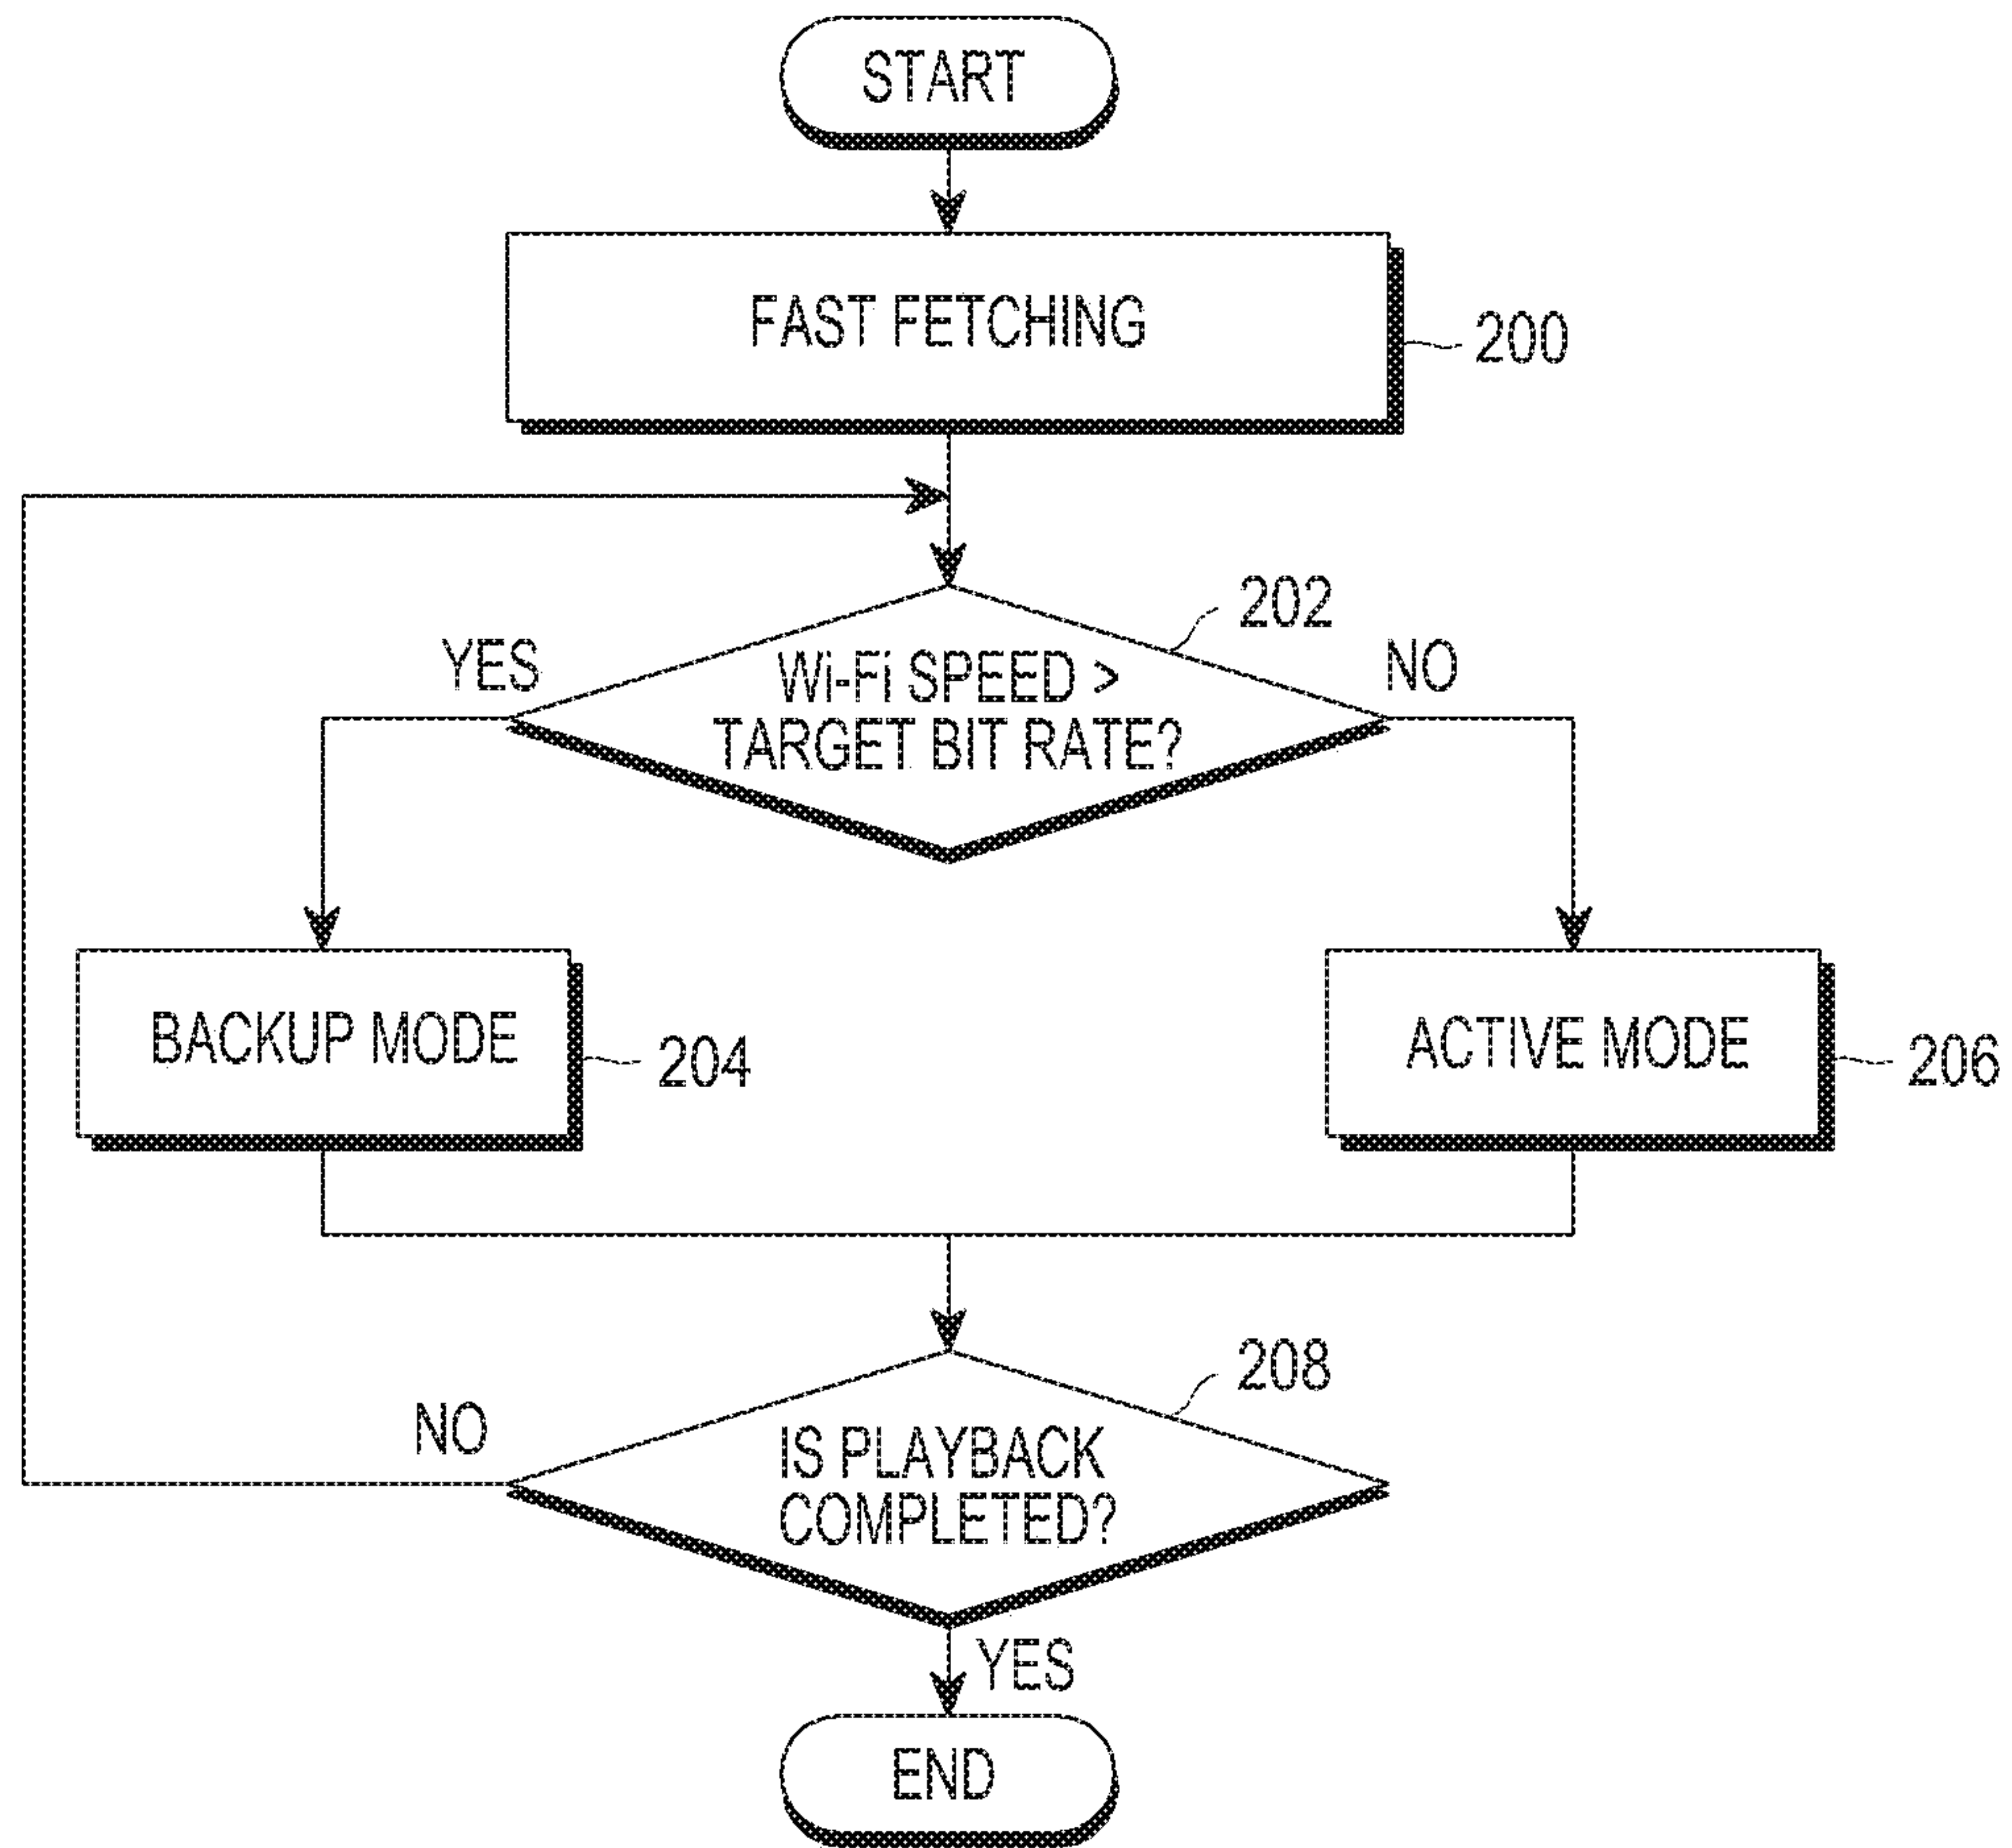 START
FAST FETCHING
200
202
YES
Wi-Fi SPEED >
TARGET BIT RATE?
NO
BACKUP MODE
204
ACTIVE MODE
206
208
NO
IS PLAYBACK
COMPLETED?
YES
END